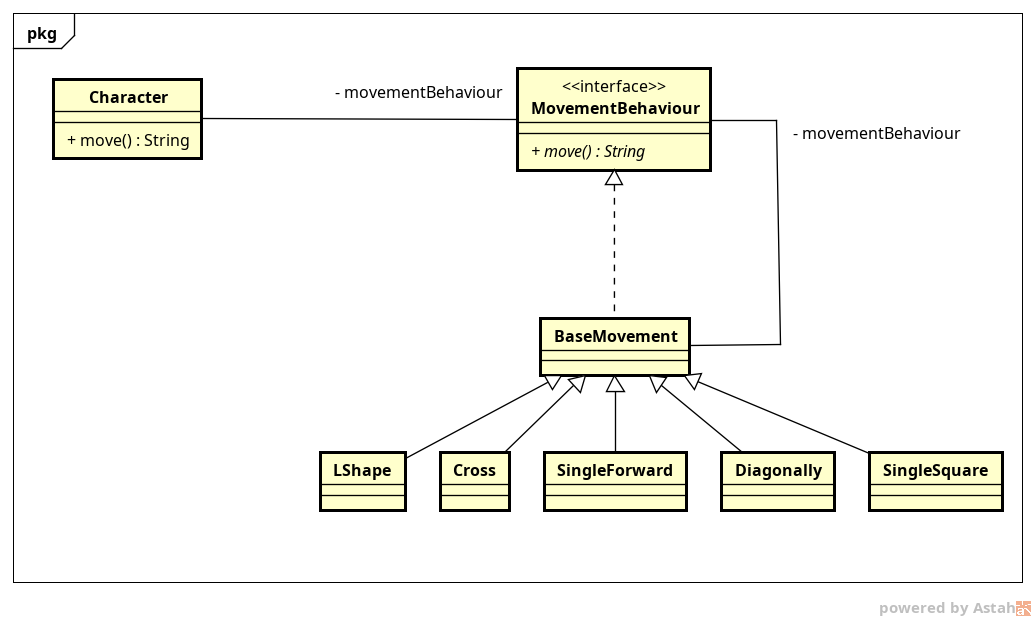 pkg
Character
+ move() : String
- movementBehaviour
<<interface>>
MovementBehaviour
+ move() : String
- movementBehaviour
BaseMovement
LShape
Cross
SingleForward
Diagonally
SingleSquare
powered by Astah